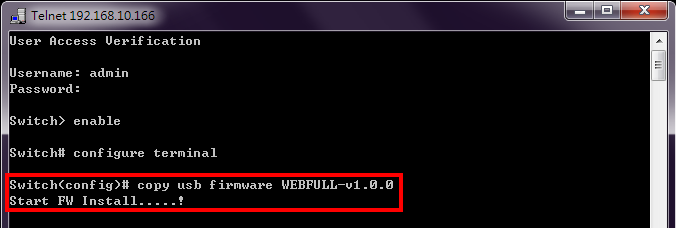 Telnet 192.168.10.166
User Access Verification
Username: admin
Password:
Switch> enable
Switch# configure terminal
Switch(config)# copy usb firmware WEBFULL-v1.0.0
Start FW Install.....!